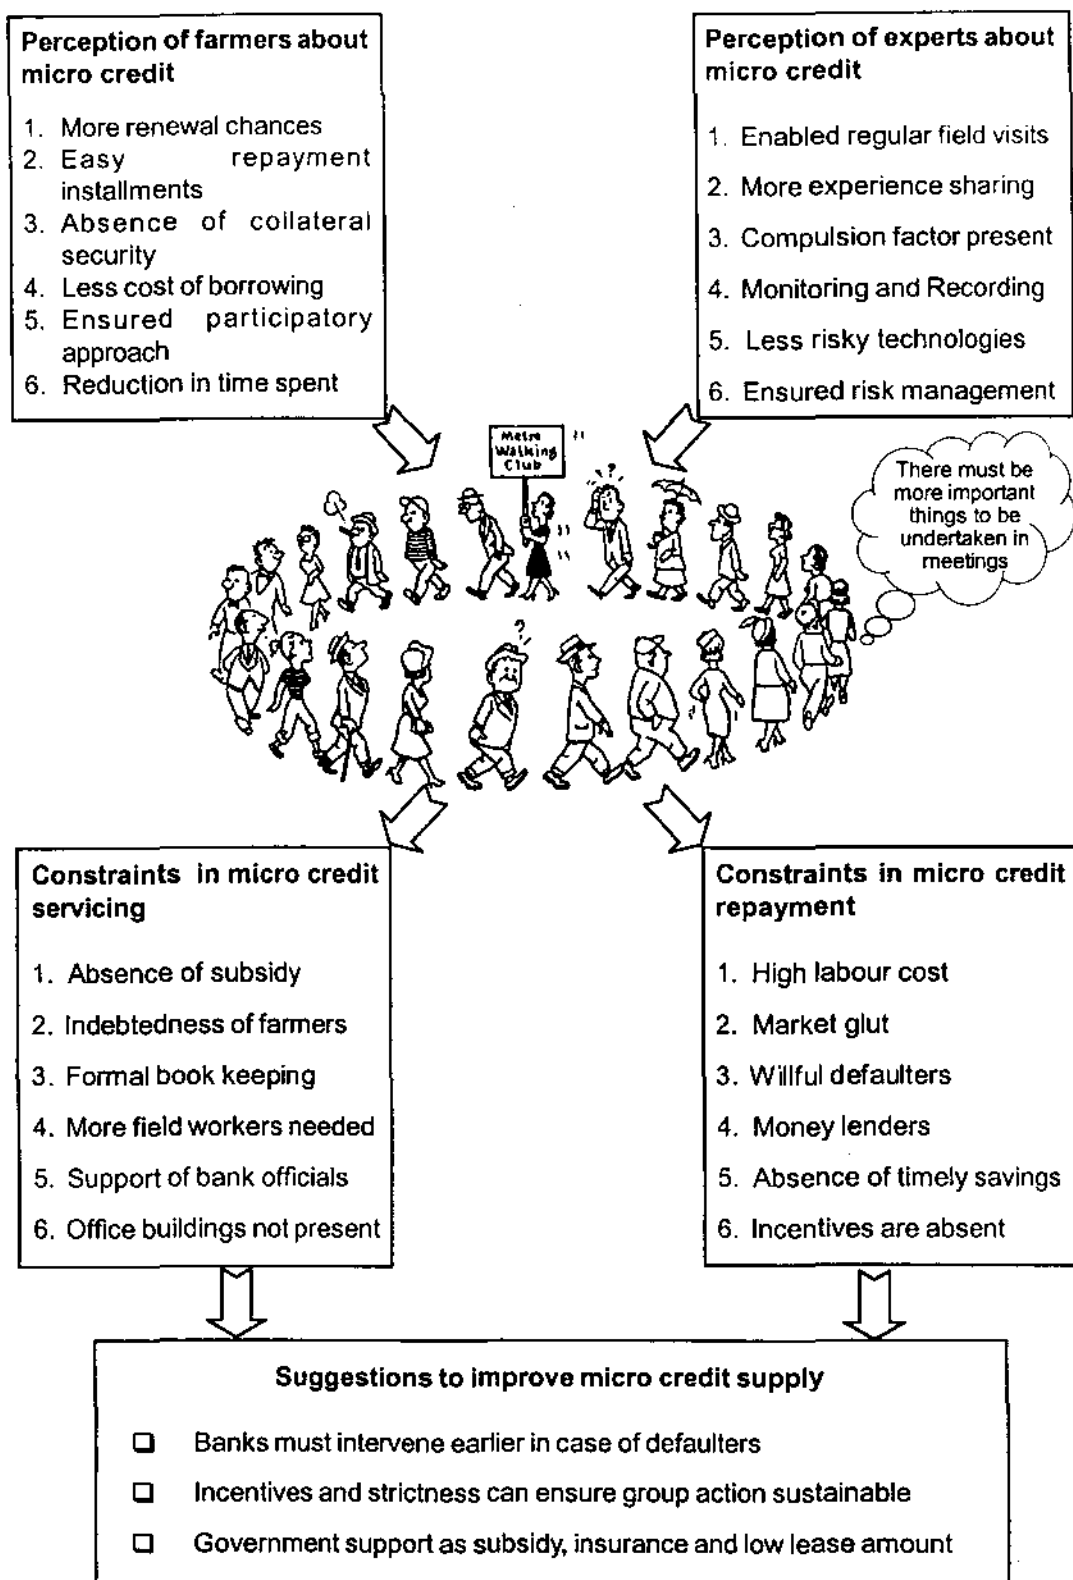 Perception of farmers about
micro credit
1. More renewal chances
2. Easy repayment
installments
3. Absence of collateral
security
4. Less cost of borrowing
5. Ensured participatory
approach
6. Reduction in time spent
Perception of experts about
micro credit
1. Enabled regular field visits
2. More experience sharing
3. Compulsion factor present
4. Monitoring and Recording
5. Less risky technologies
6. Ensured risk management
Metro
Walking
Club
?
There must be
more important
things to be
undertaken in
meetings
?
Constraints in micro credit
servicing
1. Absence of subsidy
2. Indebtedness of farmers
3. Formal book keeping
4. More field workers needed
5. Support of bank officials
6. Office buildings not present
Constraints in micro credit
repayment
1. High labour cost
2. Market glut
3. Willful defaulters
4. Money lenders
5. Absence of timely savings
6. Incentives are absent
Suggestions to improve micro credit supply
❑ Banks must intervene earlier in case of defaulters
❑ Incentives and strictness can ensure group action sustainable
❑ Government support as subsidy, insurance and low lease amount